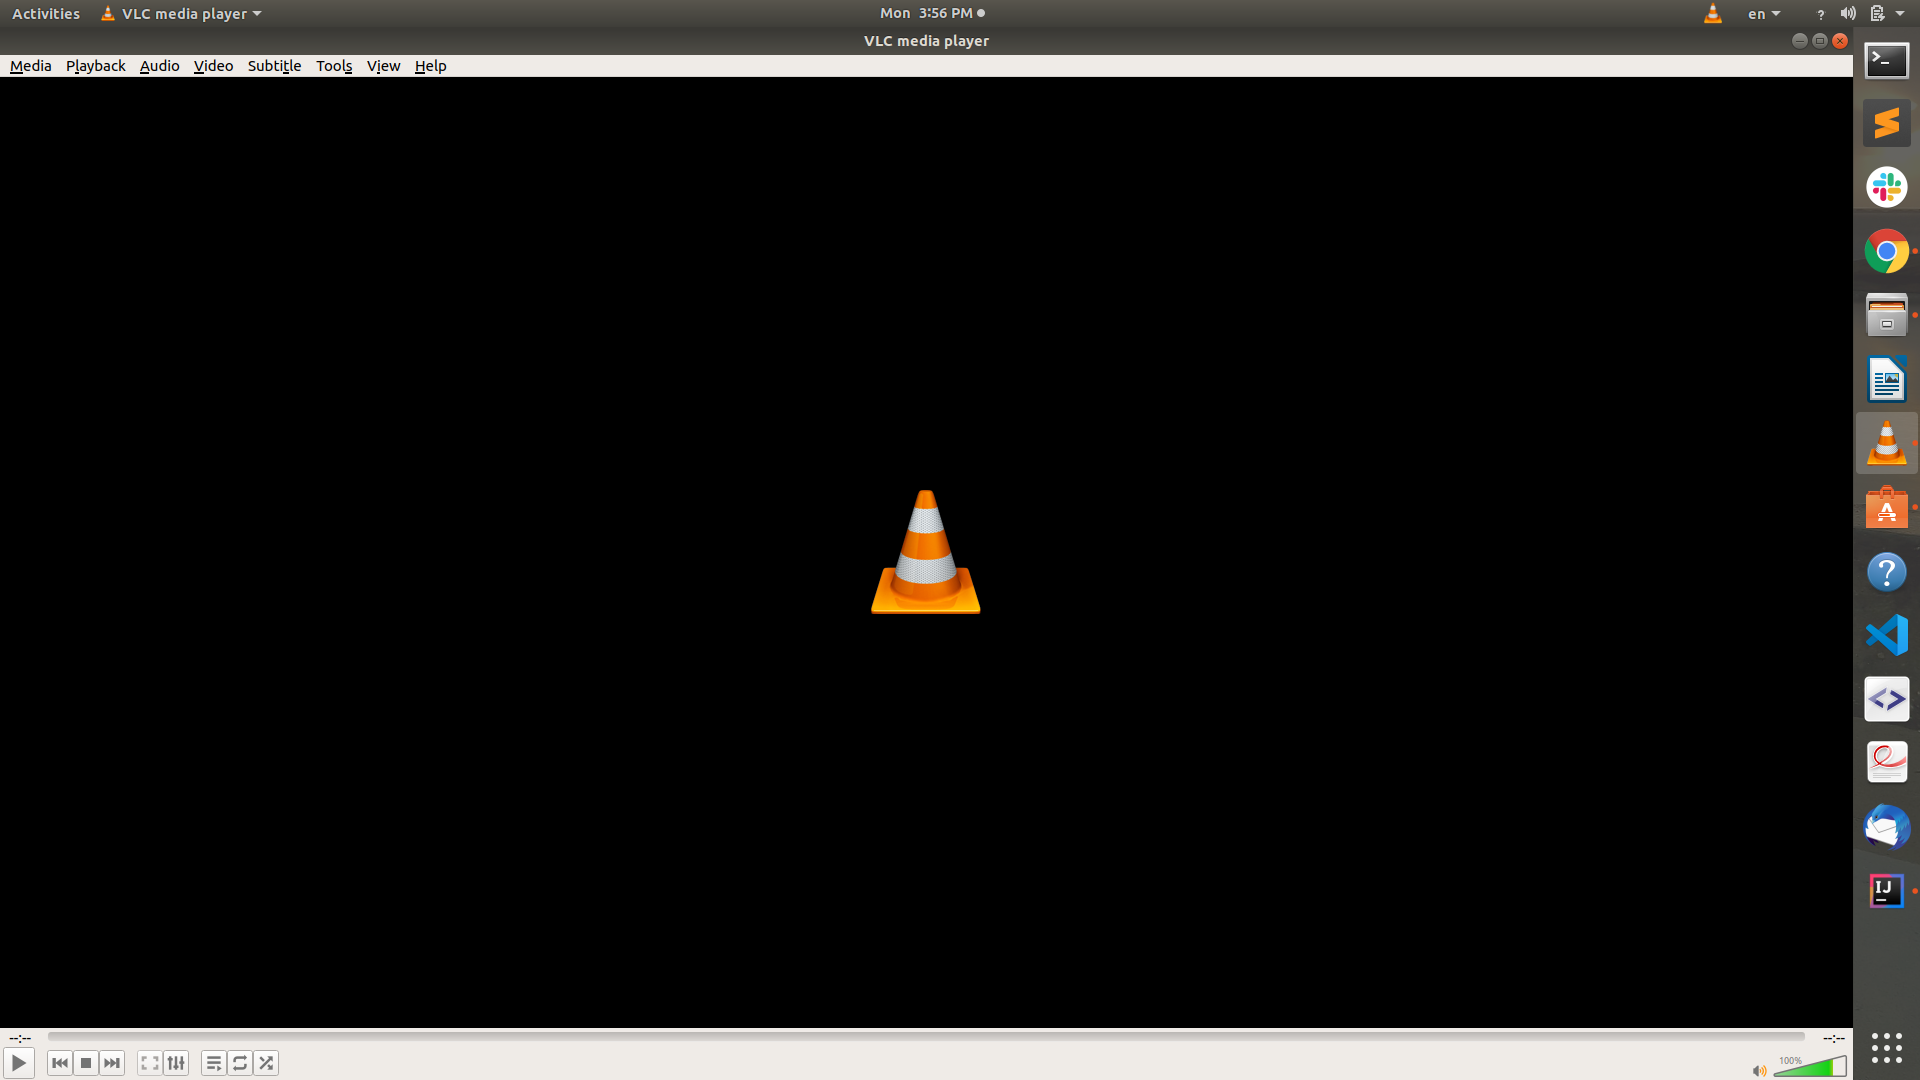 Activities VLC media player Mon 3:56 PM en ?
VLC media player
Media Playback Audio Video Subtitle Tools View Help
>_
A
?
<>
IJ
--:-- --:--
100%